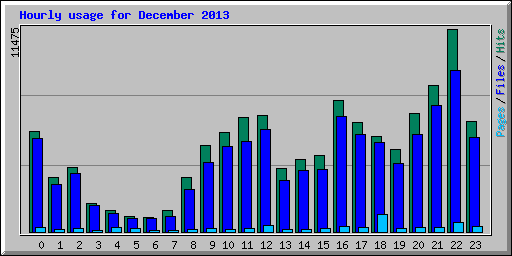 Hourly usage for December 2013
11475
Pages / Files / Hits
0 1 2 3 4 5 6 7 8 9 10 11 12 13 14 15 16 17 18 19 20 21 22 23